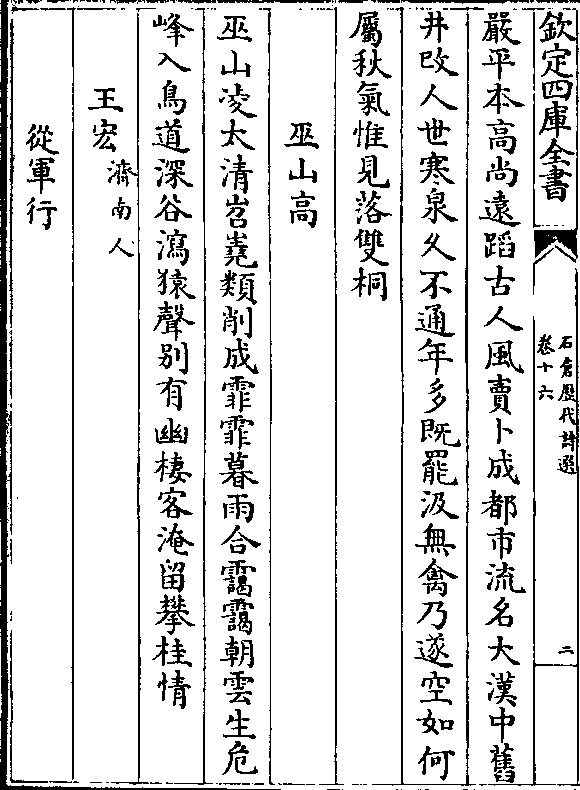 欽定四庫全書
石倉歷代詩選
卷十六
二
嚴平本高尚遠蹈古人風賣卜成都市流名大漢中舊
井改人世寒泉久不通年多既罷汲無禽乃遂空如何
屬秋氣惟見落雙桐
巫山高
巫山凌太清岧嶤類削成霏霏暮雨合靄靄朝雲生危
峰入鳥道深谷瀉猿聲别有幽棲客淹留攀桂情
王宏濟南人
從軍行